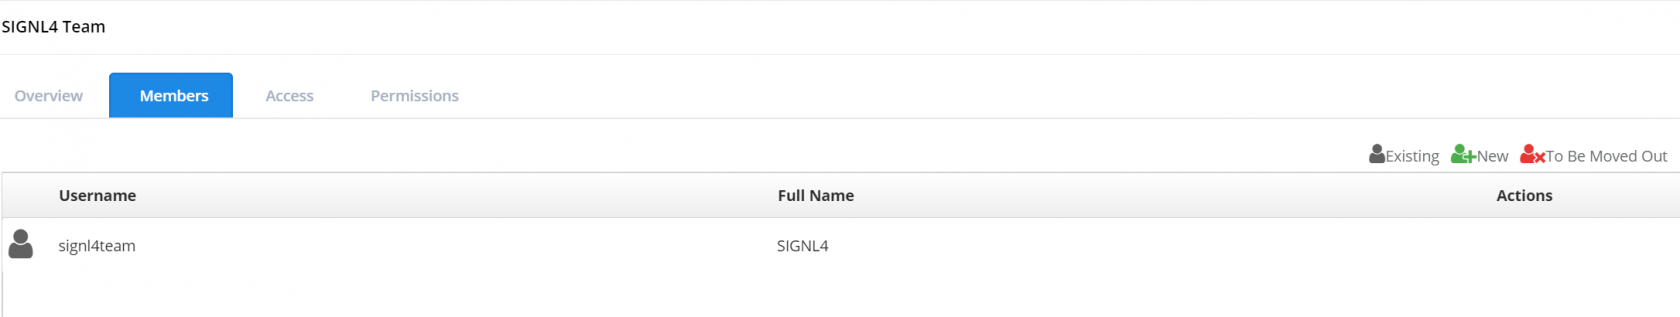 SIGNL4 Team
Overview Members Access Permissions
Existing New To Be Moved Out
Username Full Name Actions
signl4team SIGNL4